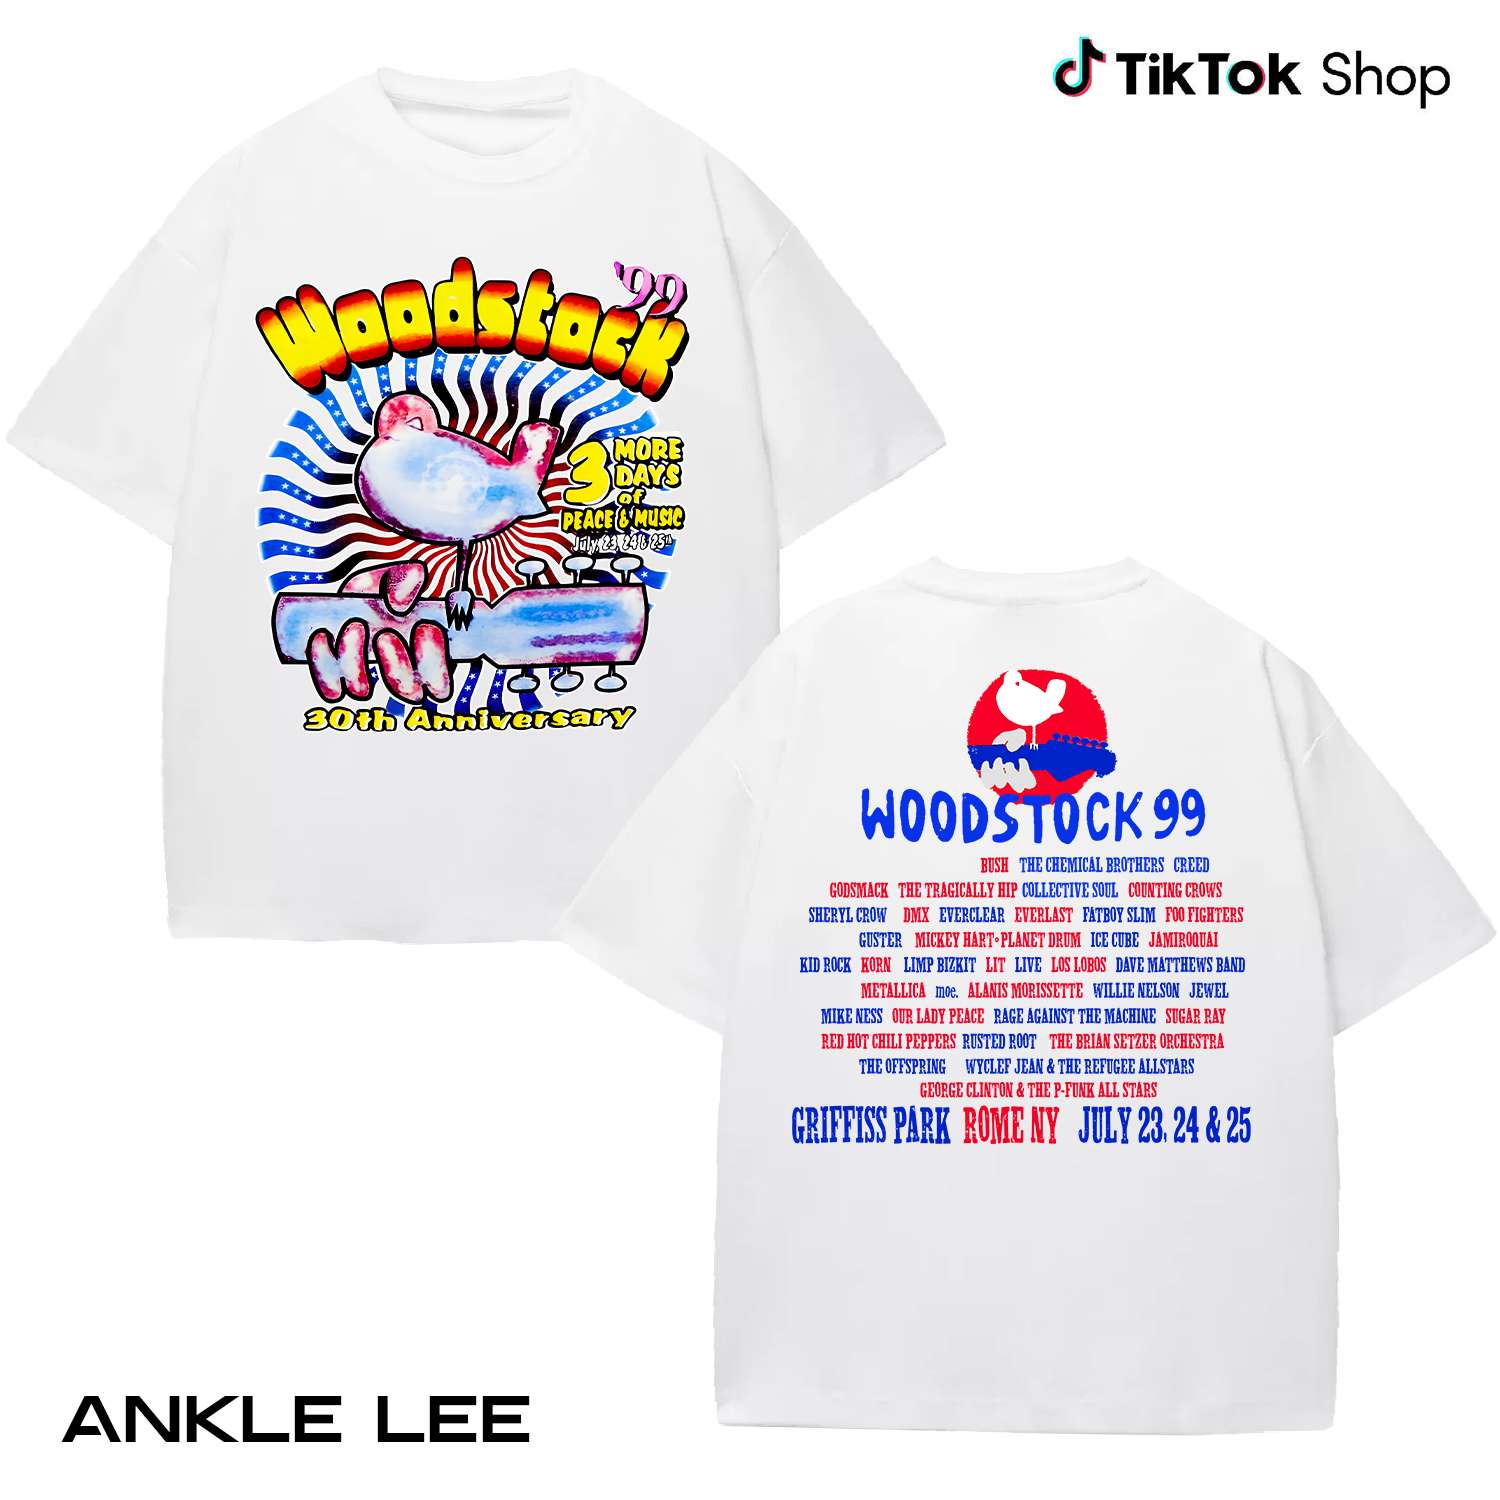 TikTok Shop
Woodstock '99
3 MORE
DAYS
of
PEACE & MUSIC
July, 23, 24 & 25th
30th Anniversary
WOODSTOCK 99
BUSH THE CHEMICAL BROTHERS CREED
GODSMACK THE TRAGICALLY HIP COLLECTIVE SOUL COUNTING CROWS
SHERYL CROW DMX EVERCLEAR EVERLAST FATBOY SLIM FOO FIGHTERS
GUSTER MICKEY HART•PLANET DRUM ICE CUBE JAMIROQUAI
KID ROCK KORN LIMP BIZKIT LIT LIVE LOS LOBOS DAVE MATTHEWS BAND
METALLICA moe. ALANIS MORISSETTE WILLIE NELSON JEWEL
MIKE NESS OUR LADY PEACE RAGE AGAINST THE MACHINE SUGAR RAY
RED HOT CHILI PEPPERS RUSTED ROOT THE BRIAN SETZER ORCHESTRA
THE OFFSPRING WYCLEF JEAN & THE REFUGEE ALLSTARS
GEORGE CLINTON & THE P-FUNK ALL STARS
GRIFFISS PARK ROME NY JULY 23, 24 & 25
ANKLE LEE